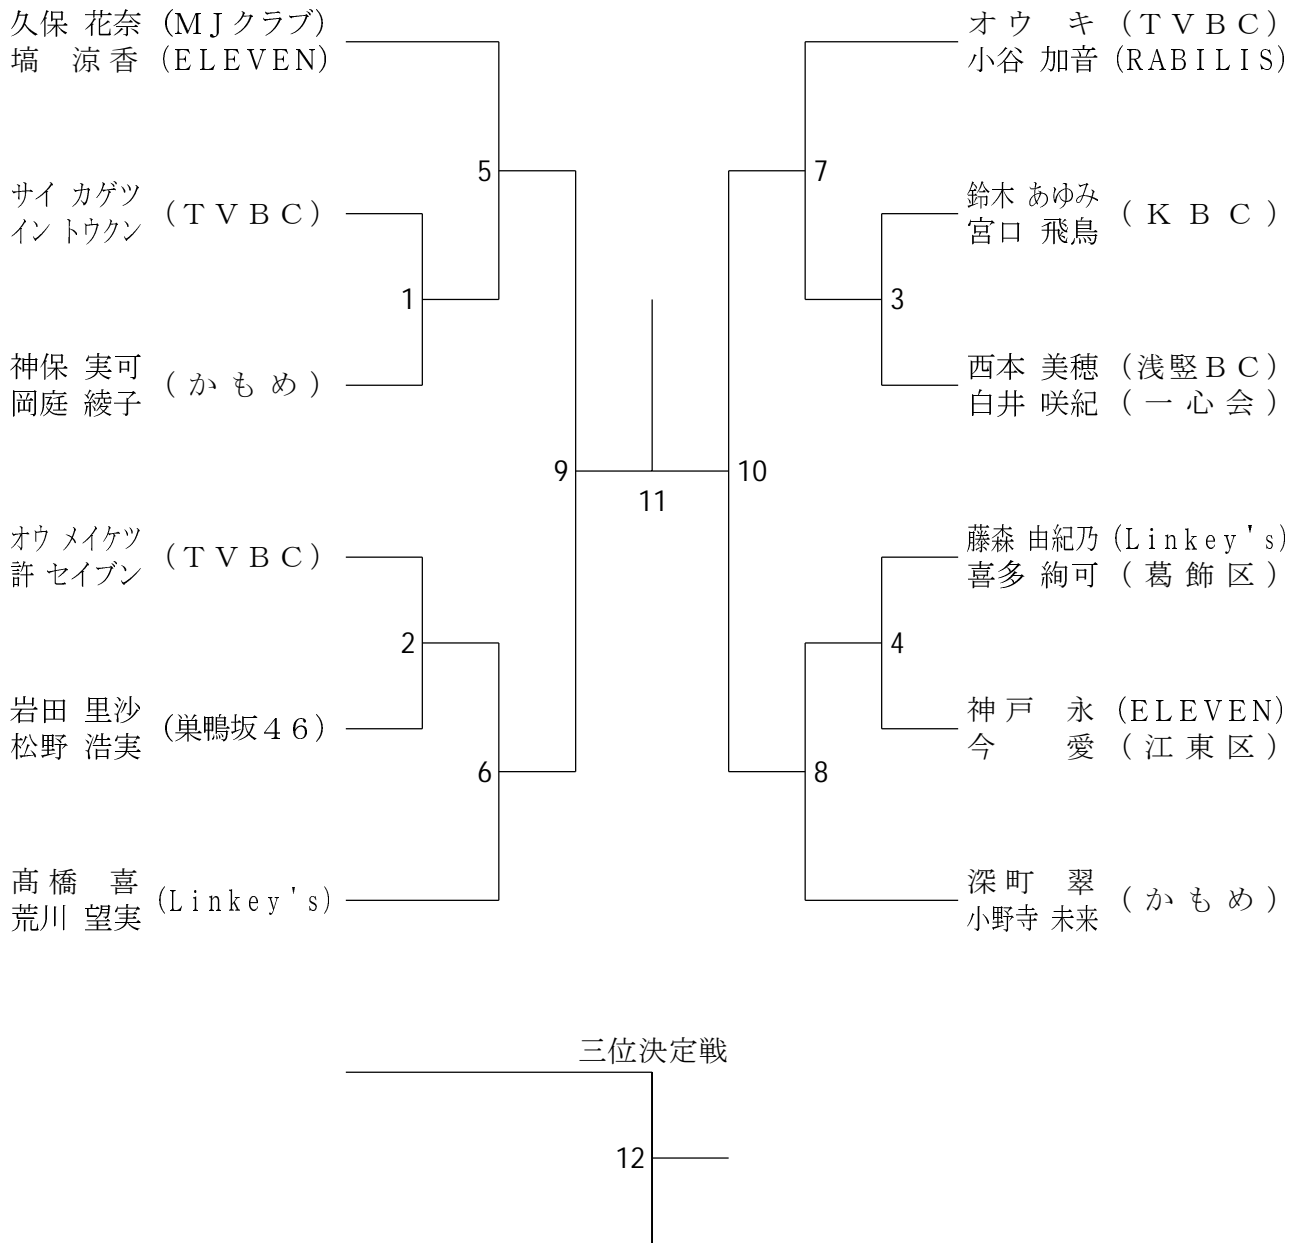 久保 花奈 (ＭＪクラブ)
塙 涼香 (ELEVEN)
5
サイ カゲツ
イン トウクン
(ＴＶＢＣ)
1
神保 実可
岡庭 綾子
(かもめ)
9
オウ メイケツ
許 セイブン
(ＴＶＢＣ)
2
岩田 里沙
松野 浩実
(巣鴨坂４６)
6
髙橋 喜
荒川 望実
(Linkey's)
11
オウ キ (ＴＶＢＣ)
小谷 加音 (RABILIS)
7
鈴木 あゆみ
宮口 飛鳥
(ＫＢＣ)
3
西本 美穂 (浅堅ＢＣ)
白井 咲紀 (一心会)
10
藤森 由紀乃 (Linkey's)
喜多 絢可 (葛飾区)
4
神戸 永 (ELEVEN)
今 愛 (江東区)
8
深町 翠
小野寺 未来
(かもめ)
三位決定戦
12